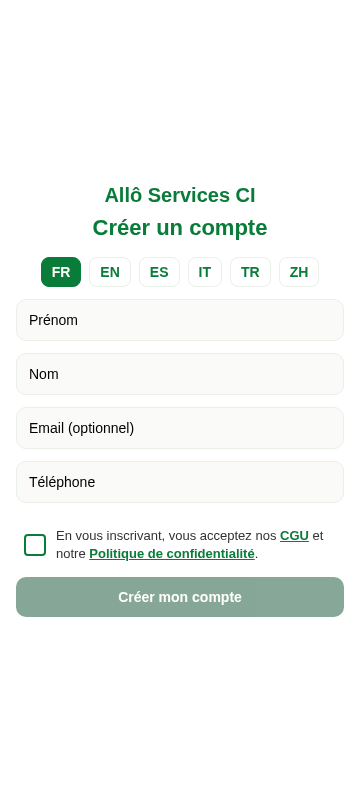 Allô Services CI
Créer un compte
FR EN ES IT TR ZH
Prénom
Nom
Email (optionnel)
Téléphone
En vous inscrivant, vous acceptez nos CGU et
notre Politique de confidentialité.
Créer mon compte